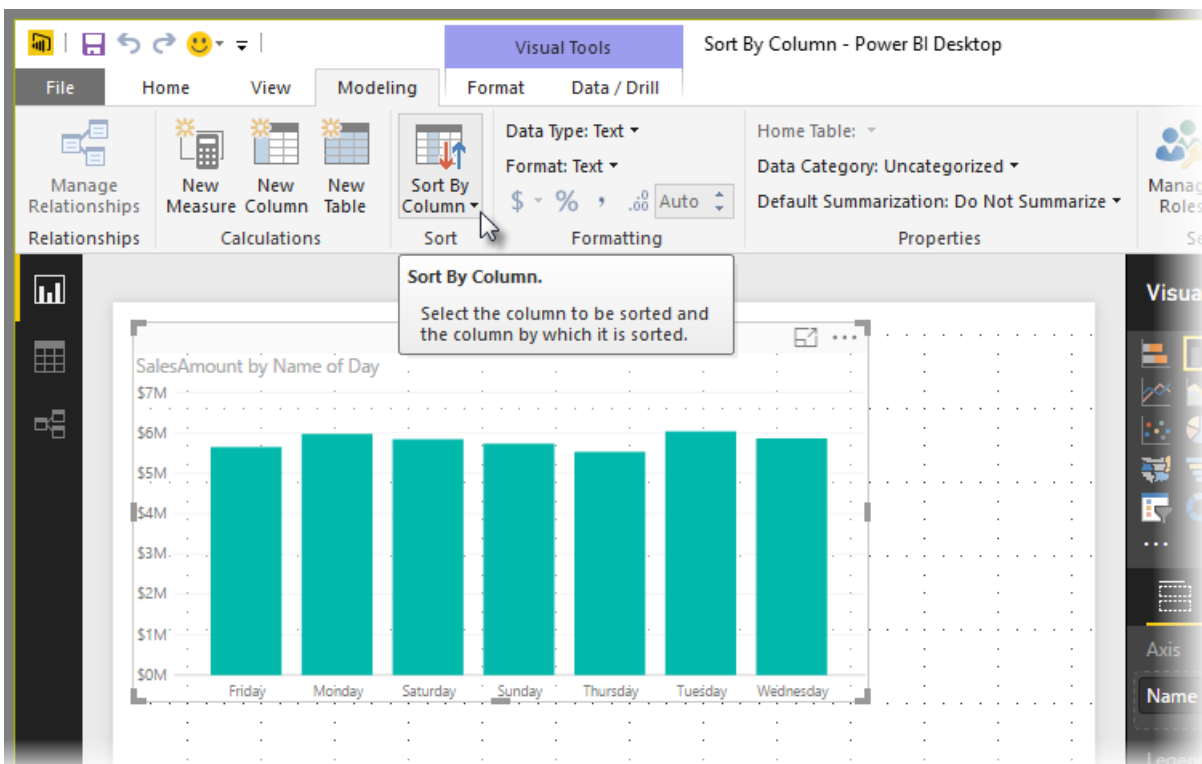 Visual Tools
Sort By Column - Power BI Desktop
File Home View Modeling Format Data / Drill
Manage
Relationships
New
Measure
New
Column
New
Table
Sort By
Column
Data Type: Text
Format: Text
$ % , .00 Auto
Home Table:
Data Category: Uncategorized
Default Summarization: Do Not Summarize
Relationships Calculations Sort Formatting Properties
Sort By Column.
Select the column to be sorted and
the column by which it is sorted.
SalesAmount by Name of Day
$7M
$6M
$5M
$4M
$3M
$2M
$1M
$0M
Friday Monday Saturday Sunday Thursday Tuesday Wednesday
Axis
Name